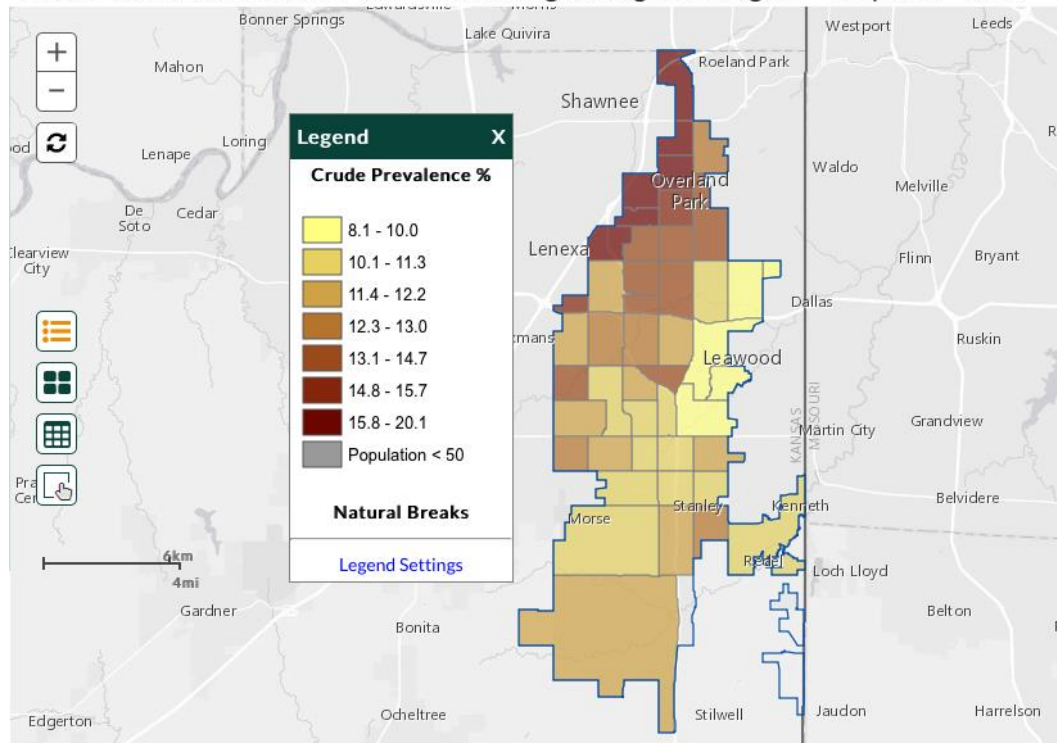 Bonner Springs
Lake Quivira
Westport
Leeds
Mahon
Roeland Park
Shawnee
Loring
Lenape
Waldo
Overland
Park
Melville
De
Soto
Cedar
Lenexa
Flinn
Bryant
Clearview
City
Dallas
Ruskin
Leawood
KANSAS
MISSOURI
Martin City
Grandview
Belvidere
Morse
Stanley
Kenneth
Loch Lloyd
6km
4mi
Gardner
Bonita
Belton
Edgerton
Ocheltree
Stilwell
Jaudon
Harrelson
Legend X
Crude Prevalence %
8.1 - 10.0
10.1 - 11.3
11.4 - 12.2
12.3 - 13.0
13.1 - 14.7
14.8 - 15.7
15.8 - 20.1
Population < 50
Natural Breaks
Legend Settings